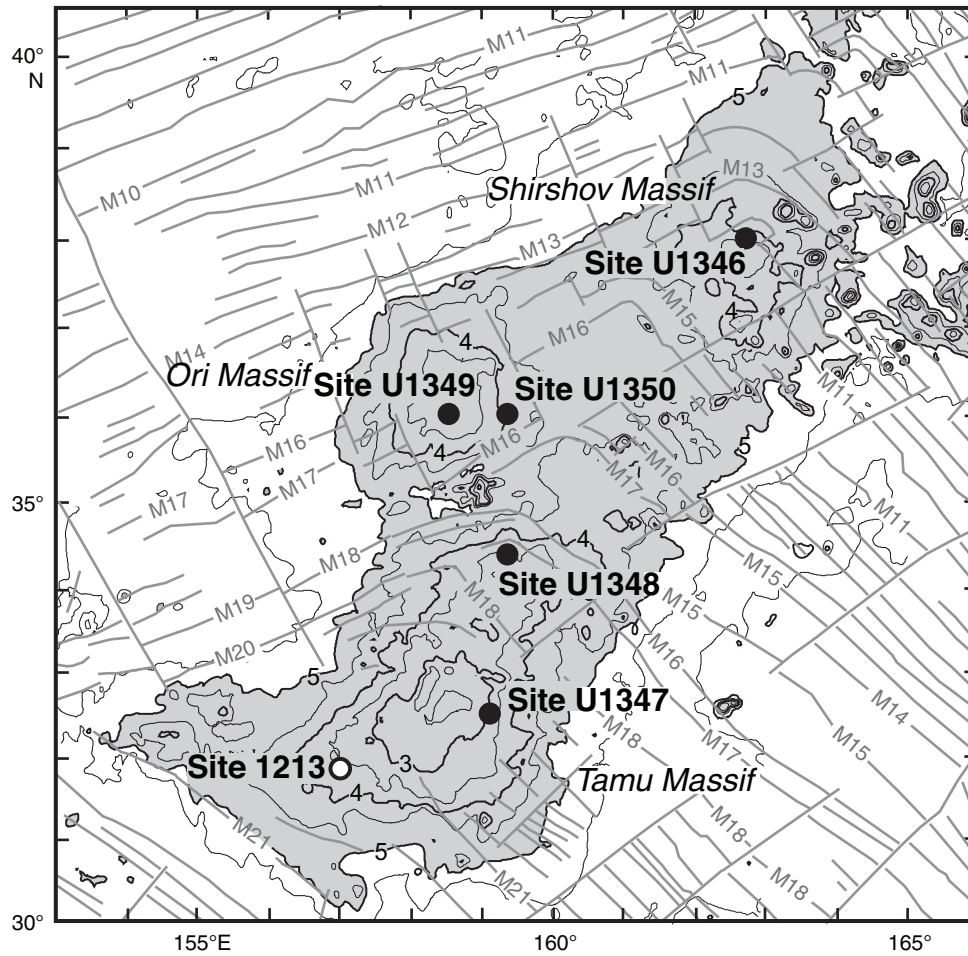 M11
40°
N
M11
5
M13
M10
M11
Shirshov Massif
M12
M13
Site U1346
4
M15
M16
4
M14
Ori Massif
Site U1349
Site U1350
M11
M16
4
M16
5
M16
M17
M17
M17
35°
M11
M18
4
M15
Site U1348
M18
M19
M15
M20
M16
5
Site U1347
M14
M18
M17
M15
Site 1213
3
Tamu Massif
4
M21
5
M18
M21
M18
30°
155°E
160°
165°